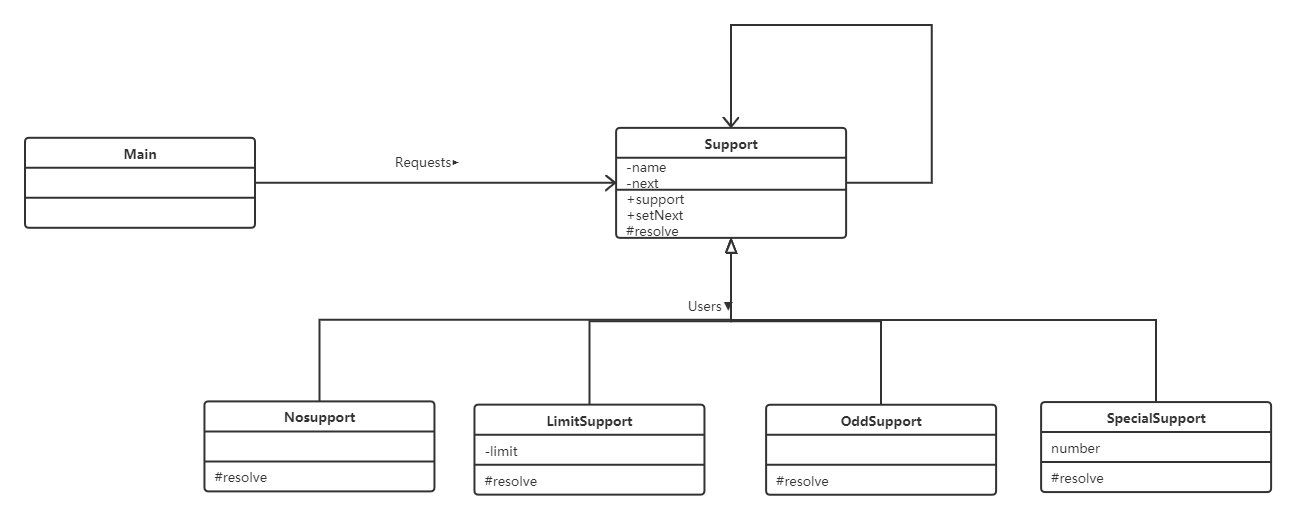 Main
Requests►
Support
-name
-next
+support
+setNext
#resolve
Users▼
Nosupport
#resolve
LimitSupport
-limit
#resolve
OddSupport
#resolve
SpecialSupport
number
#resolve